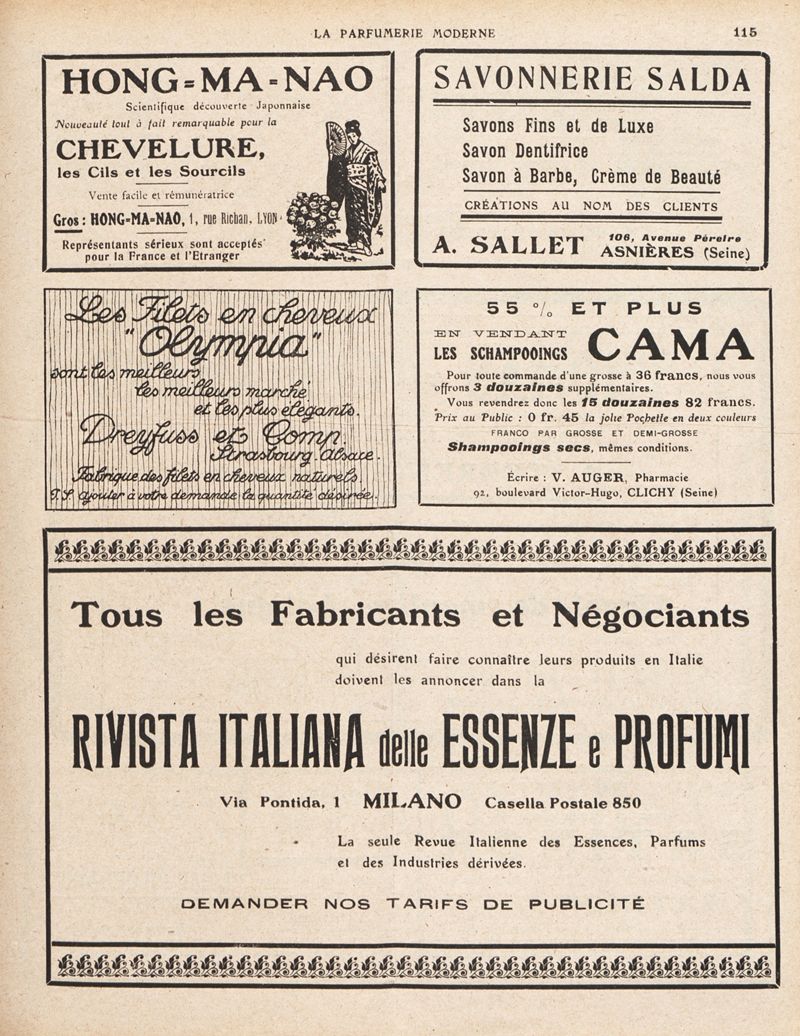 LA PARFUMERIE MODERNE
115
HONG-MA-NAO
Scientifique découverte Japonnaise
Nouveauté tout à fait remarquable pour la
CHEVELURE,
les Cils et les Sourcils
Vente facile et rémunératrice
Gros : HONG-MA-NAO, 1, rue Richan, LYON
Représentants sérieux sont acceptés
pour la France et l'Etranger
SAVONNERIE SALDA
Savons Fins et de Luxe
Savon Dentifrice
Savon à Barbe, Crème de Beauté
CRÉATIONS AU NOM DES CLIENTS
A. SALLET
106, Avenue Péreire
ASNIÈRES (Seine)
Les Filets en cheveux
"Olympia"
sont les meilleurs
les meilleurs marché
et les plus élégants.
Dreyfuss et Comp.
Strasbourg. Alsace.
Fabrique des filets en cheveux naturels.
P.S. ajouter à votre demande la quantité désirée.
55 % ET PLUS
EN VENDANT
LES SCHAMPOOINGS CAMA
Pour toute commande d'une grosse à 36 francs, nous vous
offrons 3 douzaines supplémentaires.
Vous revendrez donc les 15 douzaines 82 francs.
Prix au Public : 0 fr. 45 la jolie Pochette en deux couleurs
FRANCO PAR GROSSE ET DEMI-GROSSE
Shampooings secs, mêmes conditions.
Écrire : V. AUGER, Pharmacie
92, boulevard Victor-Hugo, CLICHY (Seine)
Tous les Fabricants et Négociants
qui désirent faire connaître leurs produits en Italie
doivent les annoncer dans la
RIVISTA ITALIANA delle ESSENZE e PROFUMI
Via Pontida, 1 MILANO Casella Postale 850
La seule Revue Italienne des Essences, Parfums
et des Industries dérivées.
DEMANDER NOS TARIFS DE PUBLICITÉ